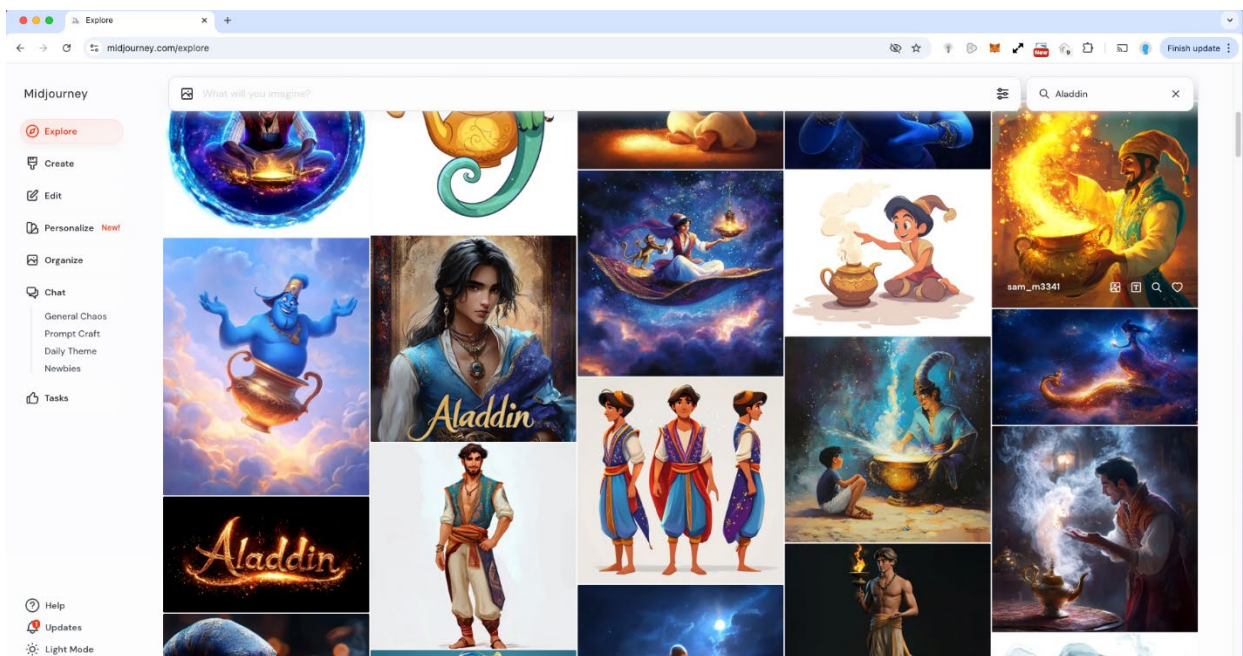 Explore
midjourney.com/explore
New
Finish update
Midjourney
What will you imagine?
Aladdin
Explore
Create
Edit
Personalize New!
Organize
Chat
General Chaos
Prompt Craft
Daily Theme
Newbies
Tasks
sam_m3341
Aladdin
Aladdin
Help
Updates
Light Mode